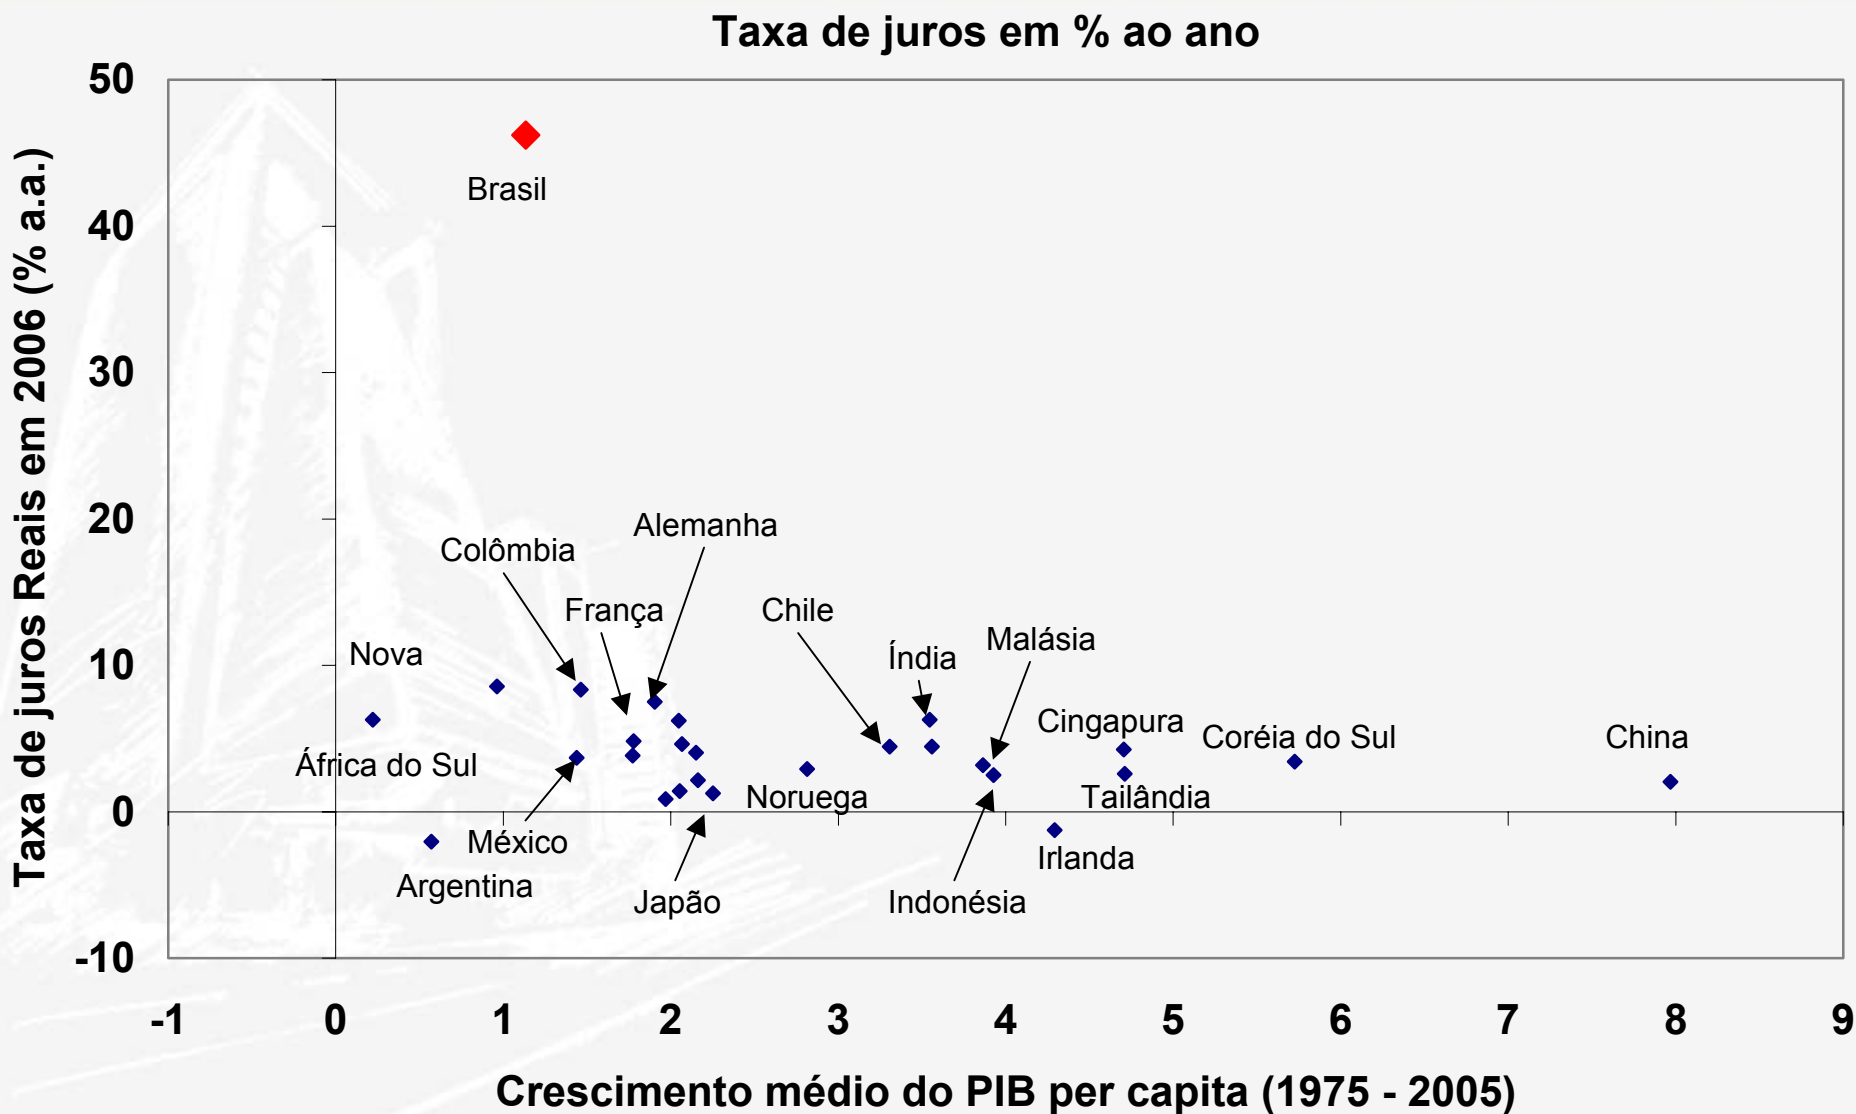 Taxa de juros em % ao ano
Taxa de juros Reais em 2006 (% a.a.)
50
40
30
20
10
0
-10
Brasil
Alemanha
Colômbia
França
Chile
Malásia
Nova
Índia
Cingapura
Coréia do Sul
China
África do Sul
Noruega
Tailândia
México
Irlanda
Argentina
Japão
Indonésia
-1 0 1 2 3 4 5 6 7 8 9
Crescimento médio do PIB per capita (1975 - 2005)